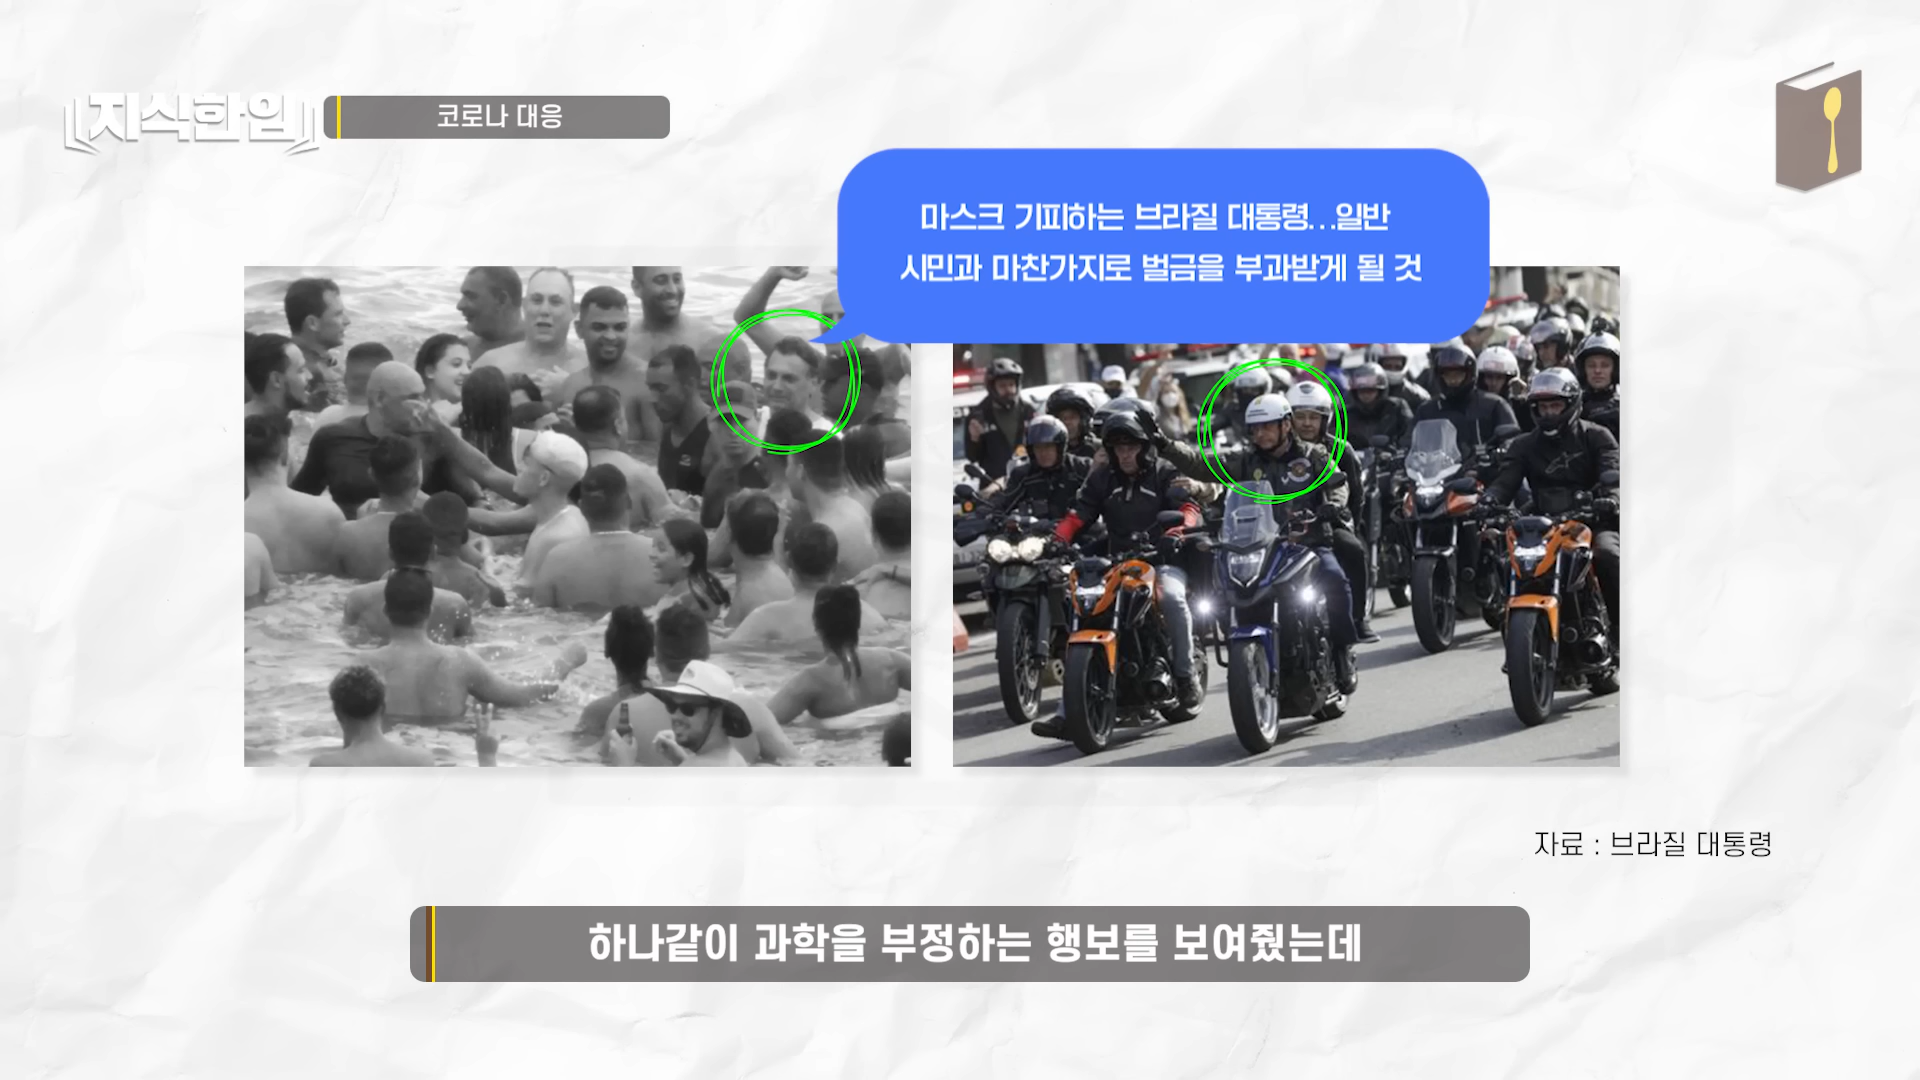 지식한입
코로나 대응
마스크 기피하는 브라질 대통령...일반
시민과 마찬가지로 벌금을 부과받게 될 것
자료 : 브라질 대통령
하나같이 과학을 부정하는 행보를 보여줬는데